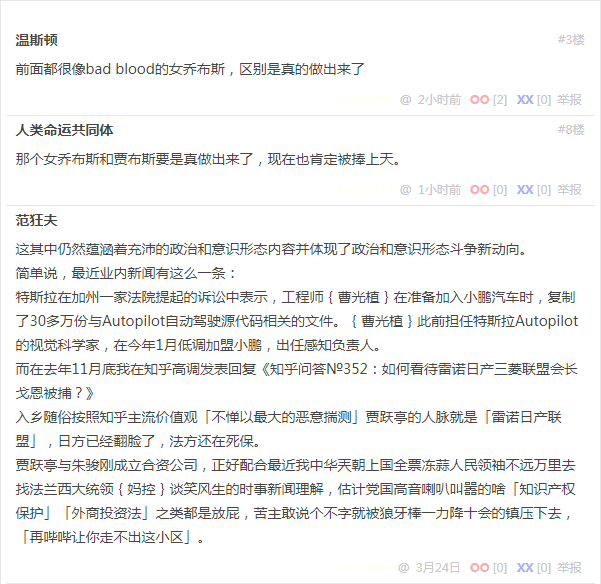 温斯顿 #3楼
前面都很像bad blood的女乔布斯，区别是真的做出来了
@ 2小时前 OO [2] XX [0] 举报
人类命运共同体 #8楼
那个女乔布斯和贾布斯要是真做出来了，现在也肯定被捧上天。
@ 1小时前 OO [0] XX [0] 举报
范狂夫
这其中仍然蕴涵着充沛的政治和意识形态内容并体现了政治和意识形态斗争新动向。
简单说，最近业内新闻有这么一条：
特斯拉在加州一家法院提起的诉讼中表示，工程师｛曹光植｝在准备加入小鹏汽车时，复制
了30多万份与Autopilot自动驾驶源代码相关的文件。｛曹光植｝此前担任特斯拉Autopilot
的视觉科学家，在今年1月低调加盟小鹏，出任感知负责人。
而在去年11月底我在知乎高调发表回复《知乎问答№352：如何看待雷诺日产三菱联盟会长
戈恩被捕？》
入乡随俗按照知乎主流价值观「不惮以最大的恶意揣测」贾跃亭的人脉就是「雷诺日产联
盟」，日方已经翻脸了，法方还在死保。
贾跃亭与朱骏刚成立合资公司，正好配合最近我中华天朝上国全票冻蒜人民领袖不远万里去
找法兰西大统领｛妈控｝谈笑风生的时事新闻理解，估计党国高音喇叭叫嚣的啥「知识产权
保护」「外商投资法」之类都是放屁，苦主敢说个不字就被狼牙棒一力降十会的镇压下去，
「再哔哔让你走不出这小区」。
@ 3月24日 OO [0] XX [0] 举报